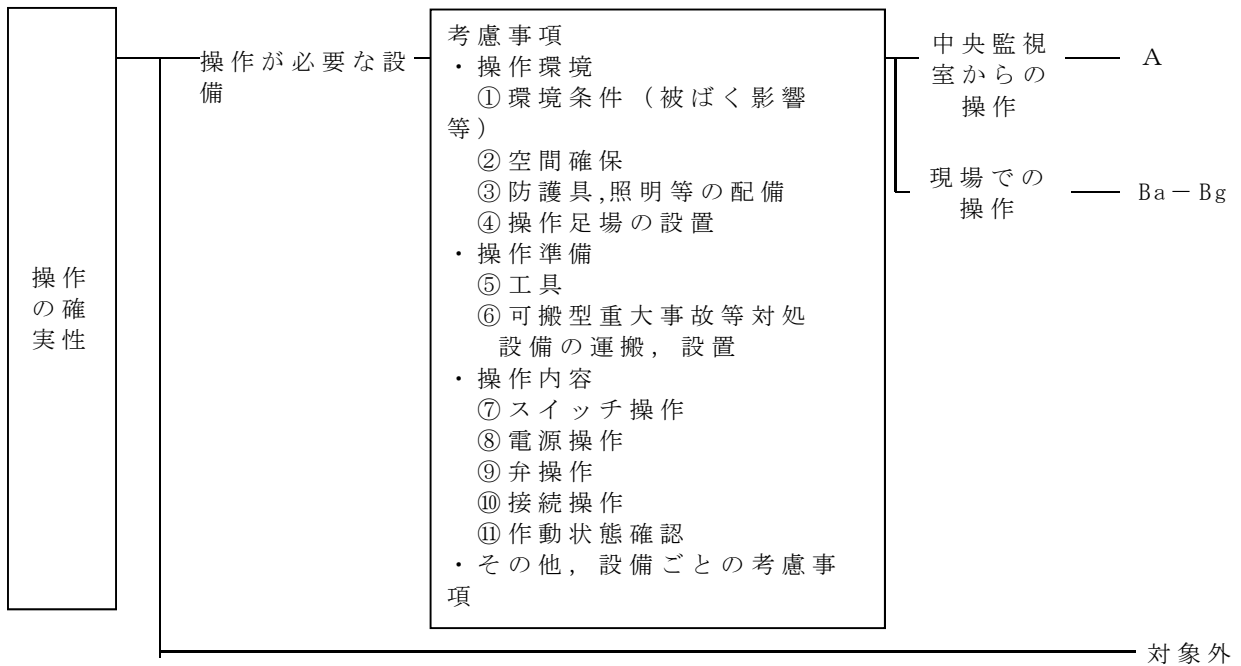 操作
の確
実性
操作が必要な設
備
考慮事項
・操作環境
①環境条件（被ばく影響
等）
②空間確保
③防護具,照明等の配備
④操作足場の設置
・操作準備
⑤工具
⑥可搬型重大事故等対処
設備の運搬，設置
・操作内容
⑦スイッチ操作
⑧電源操作
⑨弁操作
⑩接続操作
⑪作動状態確認
・その他，設備ごとの考慮事
項
中央監視
室からの
操作
A
現場での
操作
Ba－Bg
対象外